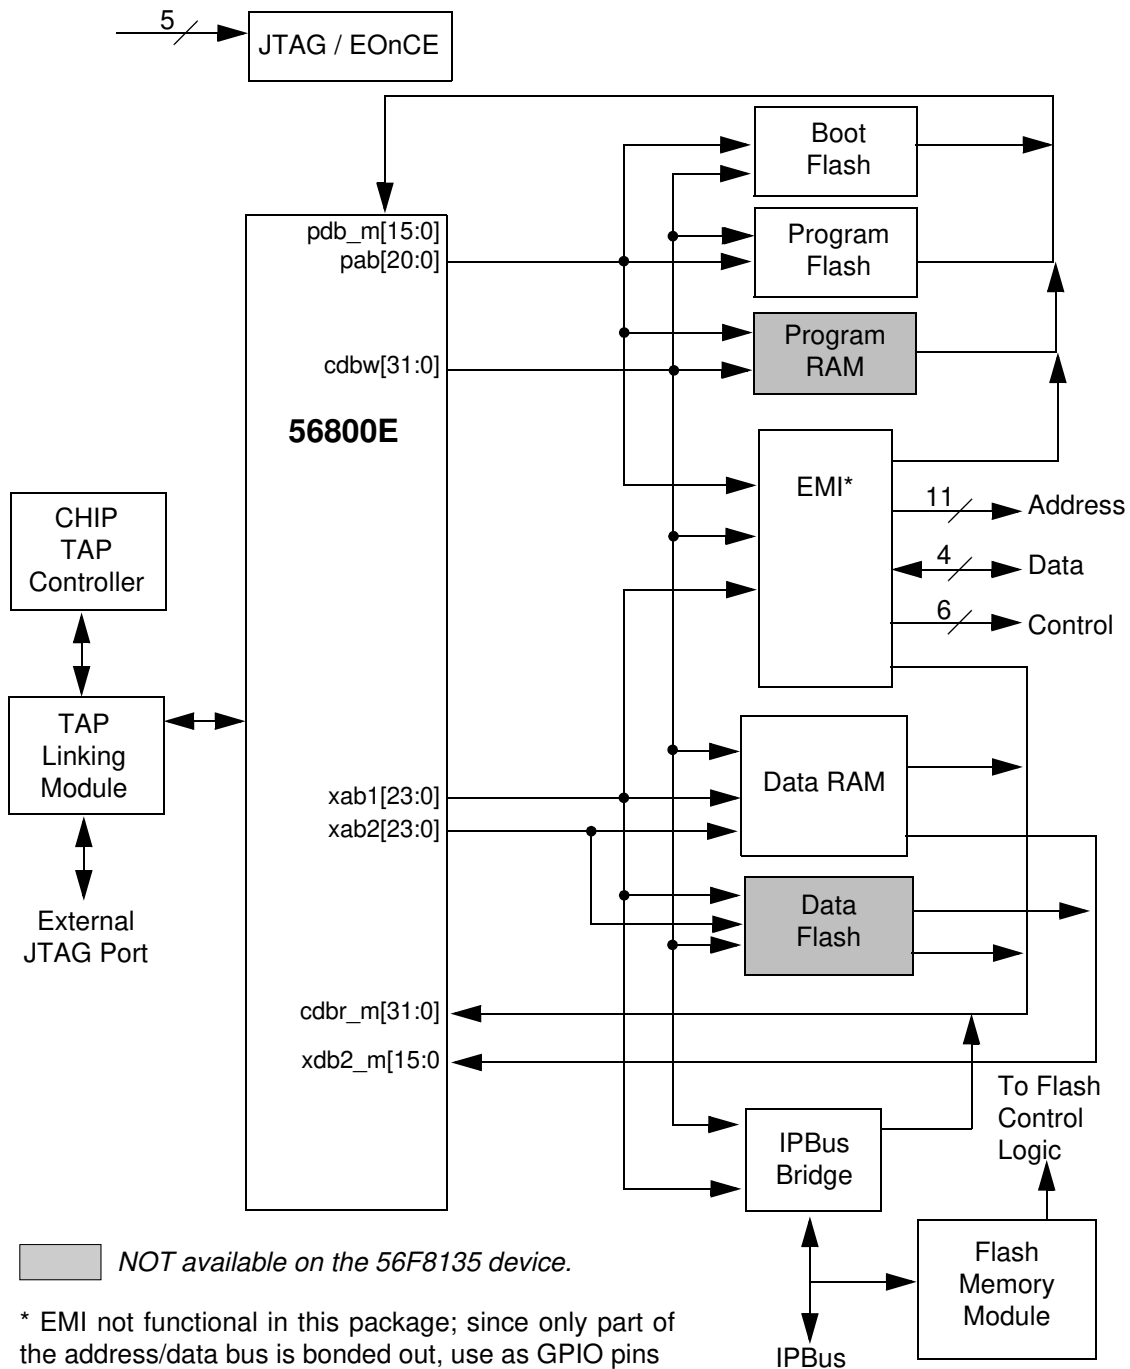 5
JTAG / EOnCE
Boot
Flash
pdb_m[15:0]
pab[20:0]
Program
Flash
Program
RAM
cdbw[31:0]
56800E
EMI*
11
Address
4
Data
6
Control
CHIP
TAP
Controller
TAP
Linking
Module
External
JTAG Port
xab1[23:0]
xab2[23:0]
Data RAM
Data
Flash
cdbr_m[31:0]
xdb2_m[15:0
To Flash
Control
Logic
IPBus
Bridge
Flash
Memory
Module
IPBus
NOT available on the 56F8135 device.
* EMI not functional in this package; since only part of
the address/data bus is bonded out, use as GPIO pins